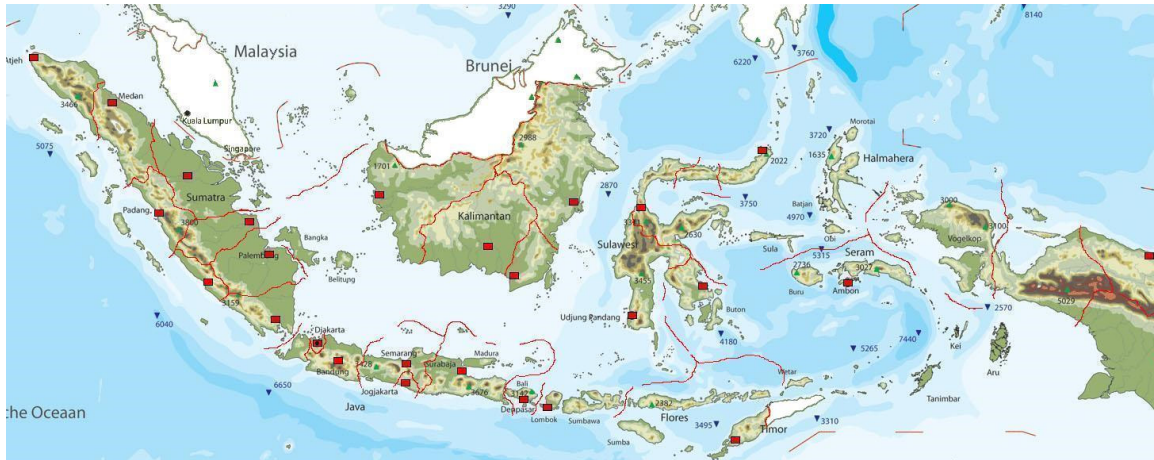 3290
8140
Malaysia
Brunei
6220
3760
Atjeh
Medan
3466
Kuala Lumpur
5075
Singapore
2988
1701
Morotai
3720
2022
1635
Halmahera
Sumatra
Padang,
3800
Kalimantan
2870
3750
Batjan
4970
3000
3100
Vogelkop
Bangka
Palembang
Belitung
Sulawesi
2630
Sula
Obi
5315
Seram
3027
2736
Buru
Ambon
5029
3159
3455
6040
Udjung Pandang
Buton
4180
2570
7440
5265
Kei
Aru
Djakarta
Semarang
Madura
Bandung
3428
Surabaja
6650
Jogjakarta
3676
Bali
3142
Denpasar
Java
Lombok
Sumbawa
2382
Flores
Wetar
Tanimbar
he Oceaan
Sumba
3495
Timor
3310